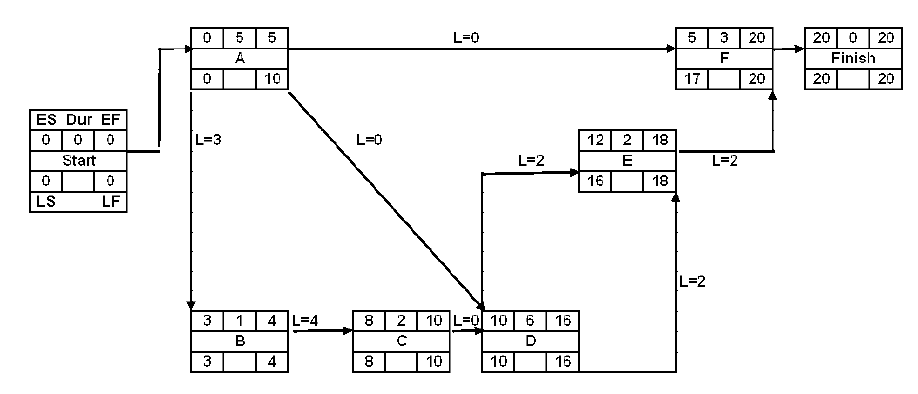 0 5 5
A
0 10
L=0
5 3 20
F
17 20
20 0 20
Finish
20 20
ES Dur EF
0 0 0
Start
0 0
LS LF
L=3
L=0
L=2
12 2 18
E
16 18
L=2
L=2
3 1 4
B
3 4
L=4
8 2 10
C
8 10
L=0
10 6 16
D
10 16